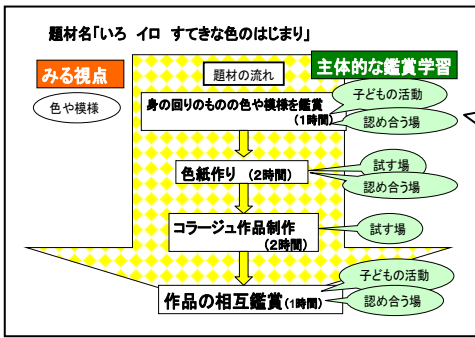 題材名「いろ イロ すてきな色のはじまり」
みる視点
題材の流れ
主体的な鑑賞学習
色や模様
身の回りのものの色や模様を鑑賞
(1時間)
子どもの活動
認め合う場
色紙作り (2時間)
試す場
認め合う場
コラージュ作品制作
(2時間)
試す場
作品の相互鑑賞(1時間)
子どもの活動
認め合う場